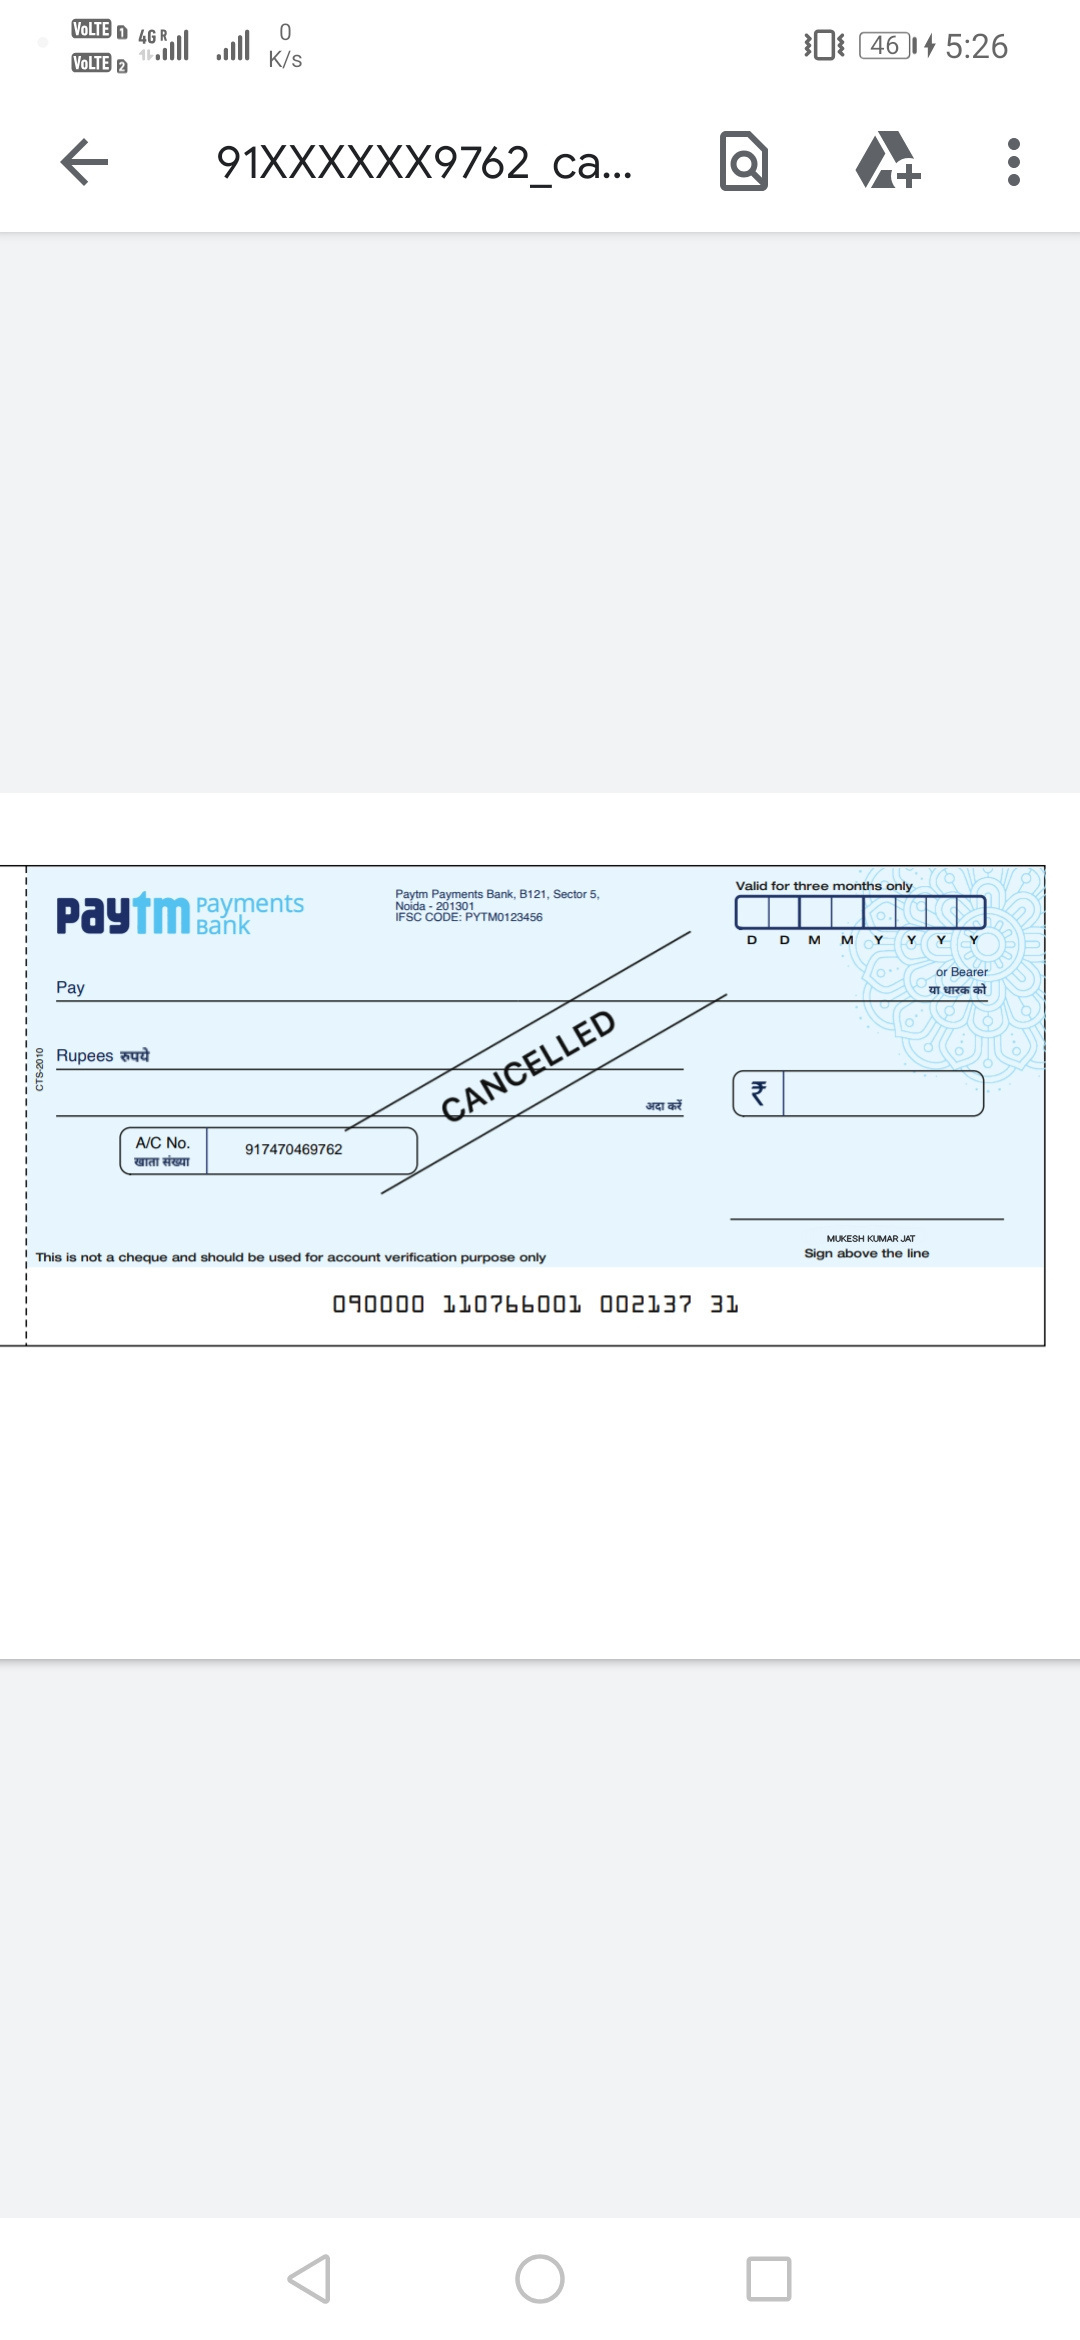 VoLTE 1 4G R 0 K/s 46 5:26
VoLTE 2
91XXXXXX9762_ca...
paytm Payments Bank
Paytm Payments Bank, B121, Sector 5,
Noida - 201301
IFSC CODE: PYTM0123456
Valid for three months only
D D M M Y Y Y Y
Pay
or Bearer
या धारक को
CTS-2010
Rupees रुपये
अदा करें
₹
CANCELLED
A/C No.
खाता संख्या
917470469762
MUKESH KUMAR JAT
Sign above the line
This is not a cheque and should be used for account verification purpose only
090000 110766001 002137 31